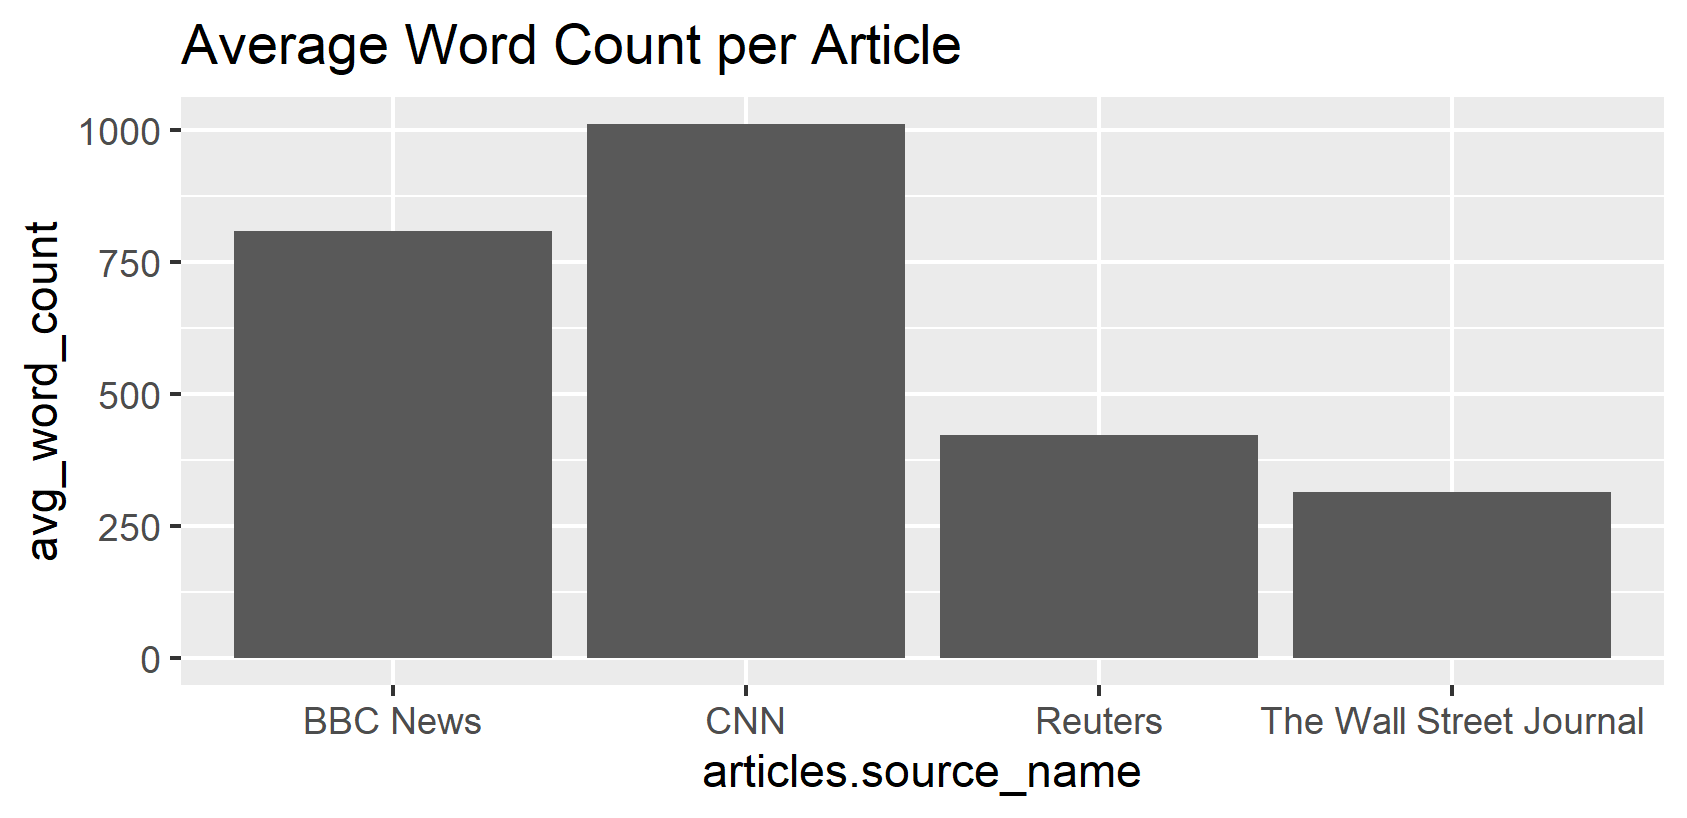 Average Word Count per Article
avg_word_count
1000
750
500
250
0
BBC News
CNN
Reuters
The Wall Street Journal
articles.source_name